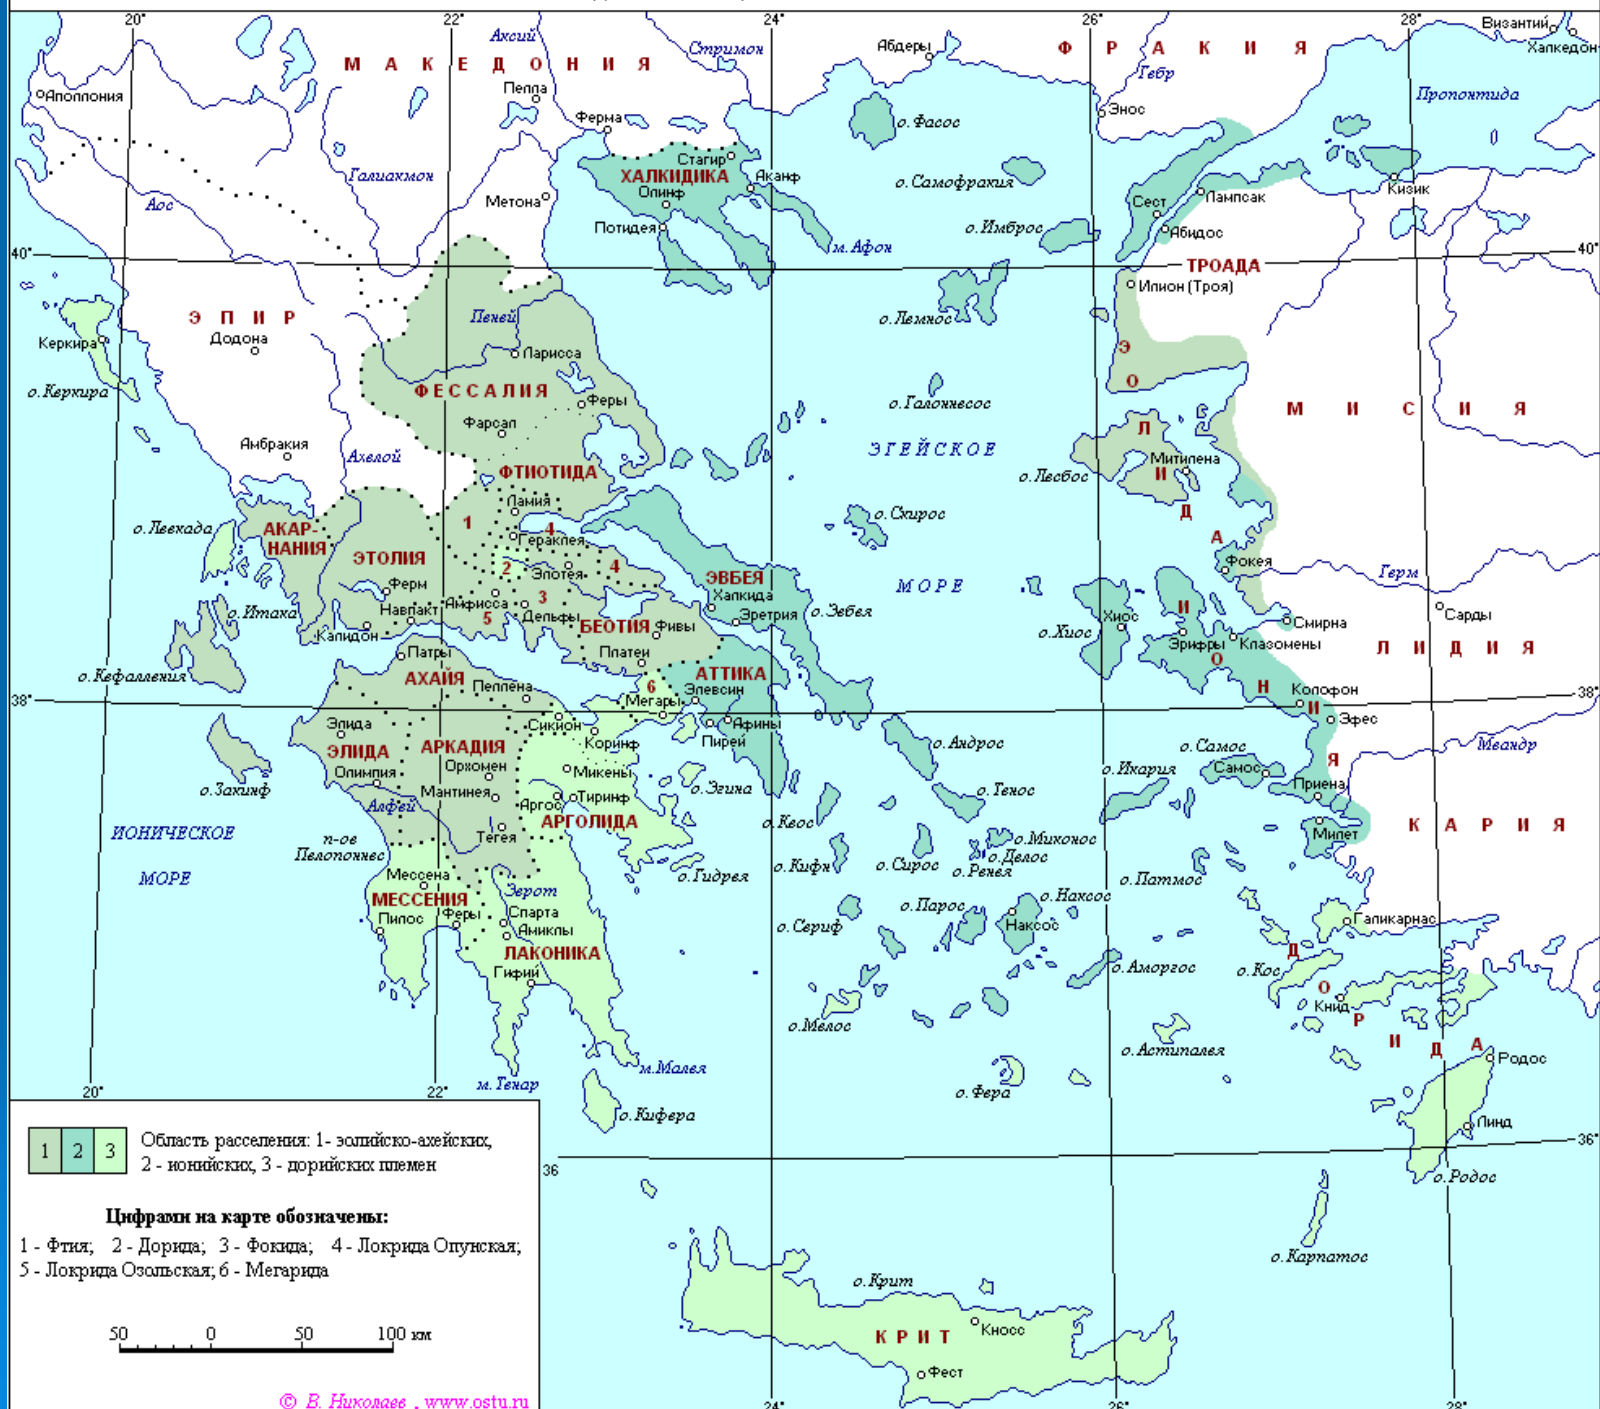 20° 22° 24° 26° 28°
Византий
Халкедон
Аксий
Стримон
Абдеры
Ф Р А К И Я
М А К Е Д О Н И Я
Гебр
Аполлония
Пелла
Пропонтида
Энос
Ферма
о.Фасос
Стагир
ХАЛКИДИКА
Аканф
Олинф
Галиакмон
о.Самофракия
Кизик
Лампсак
Сест
Аос
Метона
Потидея
м.Афон
о.Имброс
Абидос
40°
40°
ТРОАДА
Илион (Троя)
Э П И Р
Пеней
о.Лемнос
Керкира
Додона
Ларисса
Э О Л И Д А
о.Керкира
ФЕССАЛИЯ
Феры
о.Галоннесос
М И С И Я
Фарсал
Амбракия
Ахелой
ЭГЕЙСКОЕ
Митилена
о.Лесбос
ФТИОТИДА
Ламия
о.Левкада
АКАР-
НАНИЯ
1
4
Гераклея
о.Скирос
Фокея
ЭТОЛИЯ
2
Элотея
4
ЭВБЕЯ
МОРЕ
Герм
Ферм
Амфисса
3
Халкида
Сарды
о.Итака
Навпакт
5
Дельфы
Эретрия
о.Эвбея
Хиос
о.Хиос
И О Н И Я
Смирна
Калидон
БЕОТИЯ
Фивы
Эрифры
Клазомены
Л И Д И Я
Патры
Платеи
о.Кефалления
АХАЙЯ
Пеллена
6
АТТИКА
Элевсин
Колофон
38°
38°
Мегары
Элида
Сикион
Афины
Эфес
ЭЛИДА
АРКАДИЯ
Коринф
Пирей
о.Андрос
о.Самос
Меандр
Орхомен
Олимпия
Микены
Самос
о.Икария
о.Закинф
Мантинея
о.Эгина
о.Тенос
Приена
Алфей
Аргос
Тиринф
ИОНИЧЕСКОЕ
АРГОЛИДА
о.Кеос
Милет
К А Р И Я
п-ое
Пелопоннес
Тегея
о.Миконос
о.Делос
о.Кифн
о.Сирос
о.Ренея
МОРЕ
Мессена
о.Гидрея
о.Патмос
Эврот
МЕССЕНИЯ
о.Парос
о.Наксос
Пилос
Феры
Спарта
Амиклы
о.Сериф
Наксос
Галикарнас
ЛАКОНИКА
Д О Р И Д А
Гифий
о.Аморгос
о.Кос
Книд
о.Мелос
о.Астипалея
Родос
м.Тенар
м.Малея
о.Фера
20° 22°
о.Кифера
Линд
36
36°
о.Родос
о.Карпатос
о.Крит
КРИТ
Кносс
Фест
24° 26° 28°
1 2 3
Область расселения: 1- эолийско-ахейских,
2 - ионийских, 3 - дорийских племен
Цифрами на карте обозначены:
1 - Фтия; 2 - Дорида; 3 - Фокида; 4 - Локрида Опунская;
5 - Локрида Озольская; 6 - Мегарида
50 0 50 100 км
© В. Николаев , www.ostu.ru